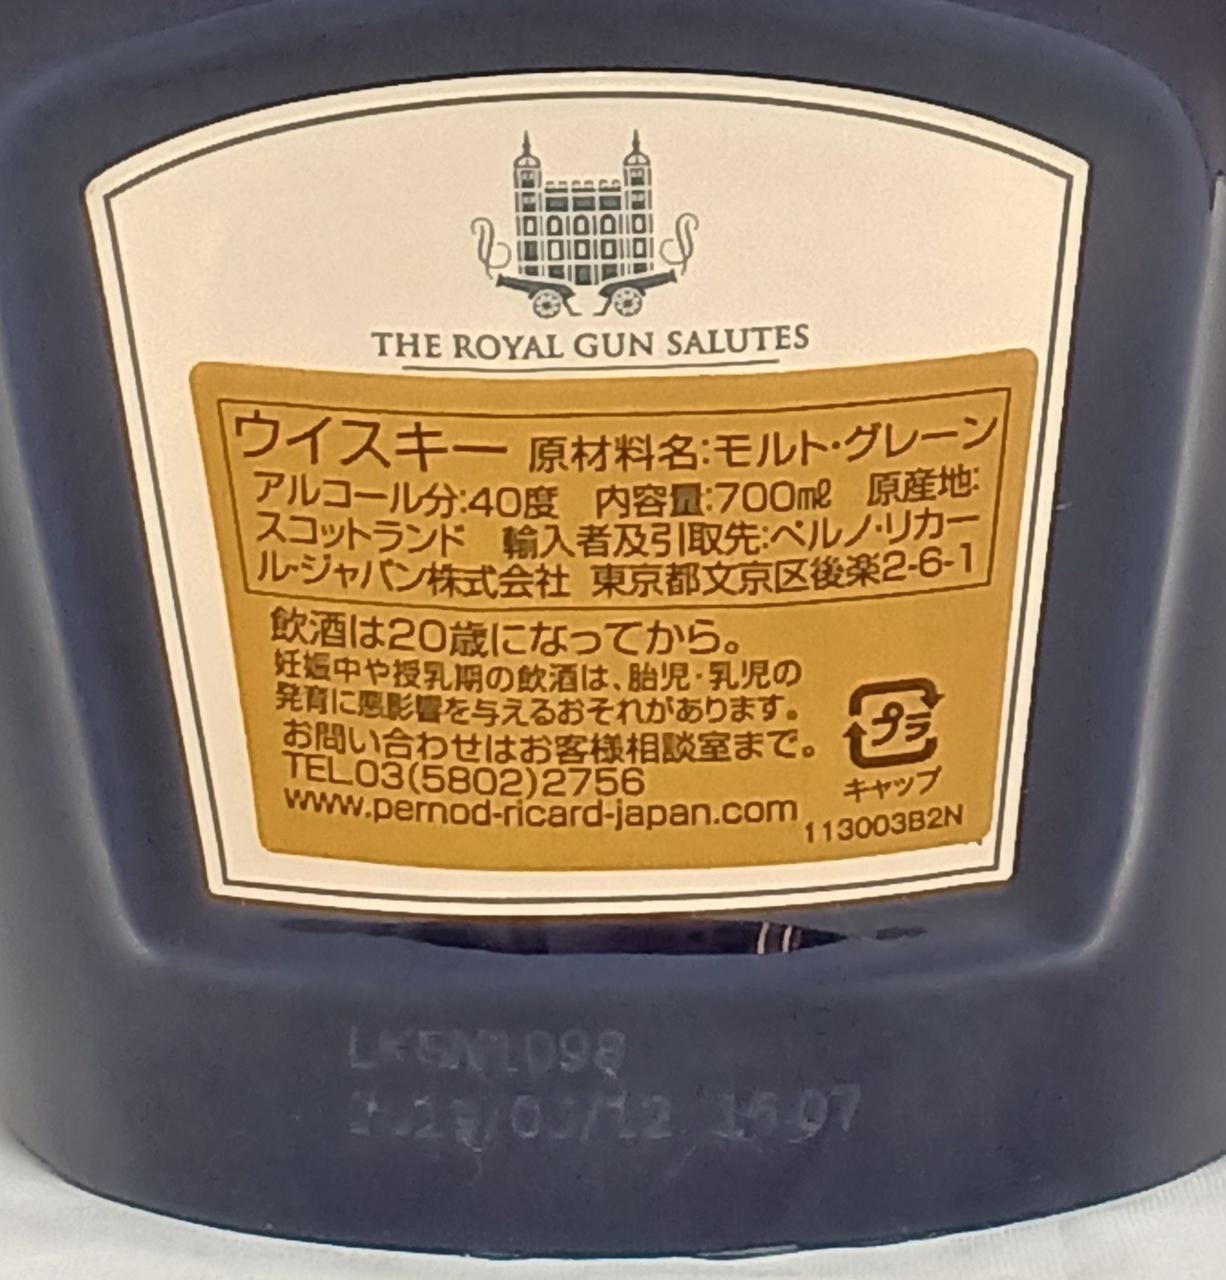 THE ROYAL GUN SALUTES
ウイスキー 原材料名:モルト・グレーン
アルコール分:40度 内容量:700㎖ 原産地:
スコットランド 輸入者及引取先:ペルノ・リカー
ル・ジャパン株式会社 東京都文京区後楽2-6-1
飲酒は20歳になってから。
妊娠中や授乳期の飲酒は、胎児・乳児の
発育に悪影響を与えるおそれがあります。
お問い合わせはお客様相談室まで。
TEL.03(5802)2756
www.pernod-ricard-japan.com
プラ
キャップ
113003B2N